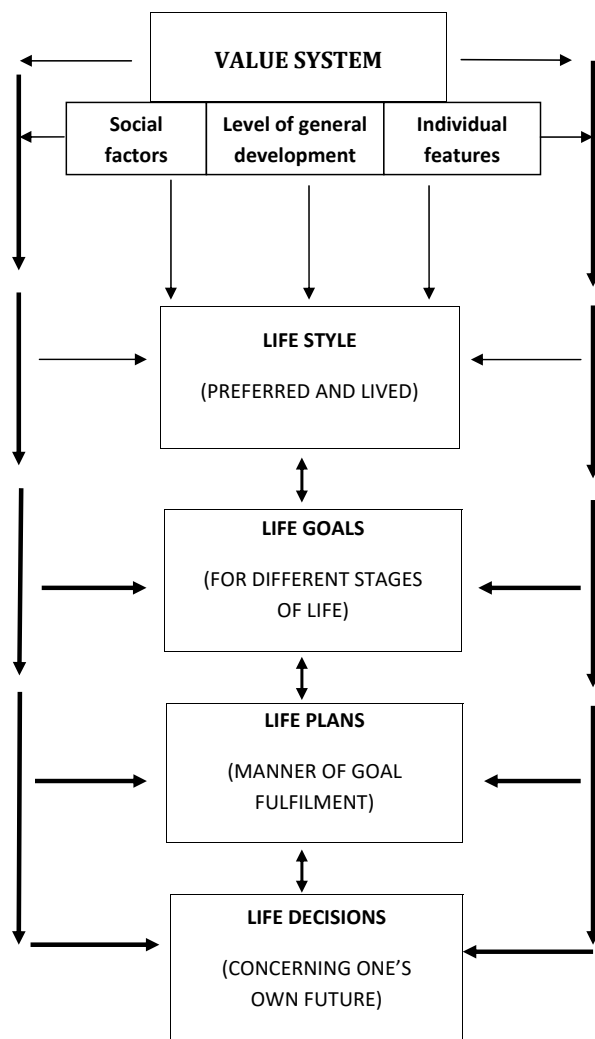 VALUE SYSTEM
Social factors
Level of general development
Individual features
LIFE STYLE
(PREFERRED AND LIVED)
LIFE GOALS
(FOR DIFFERENT STAGES
OF LIFE)
LIFE PLANS
(MANNER OF GOAL
FULFILMENT)
LIFE DECISIONS
(CONCERNING ONE’S
OWN FUTURE)